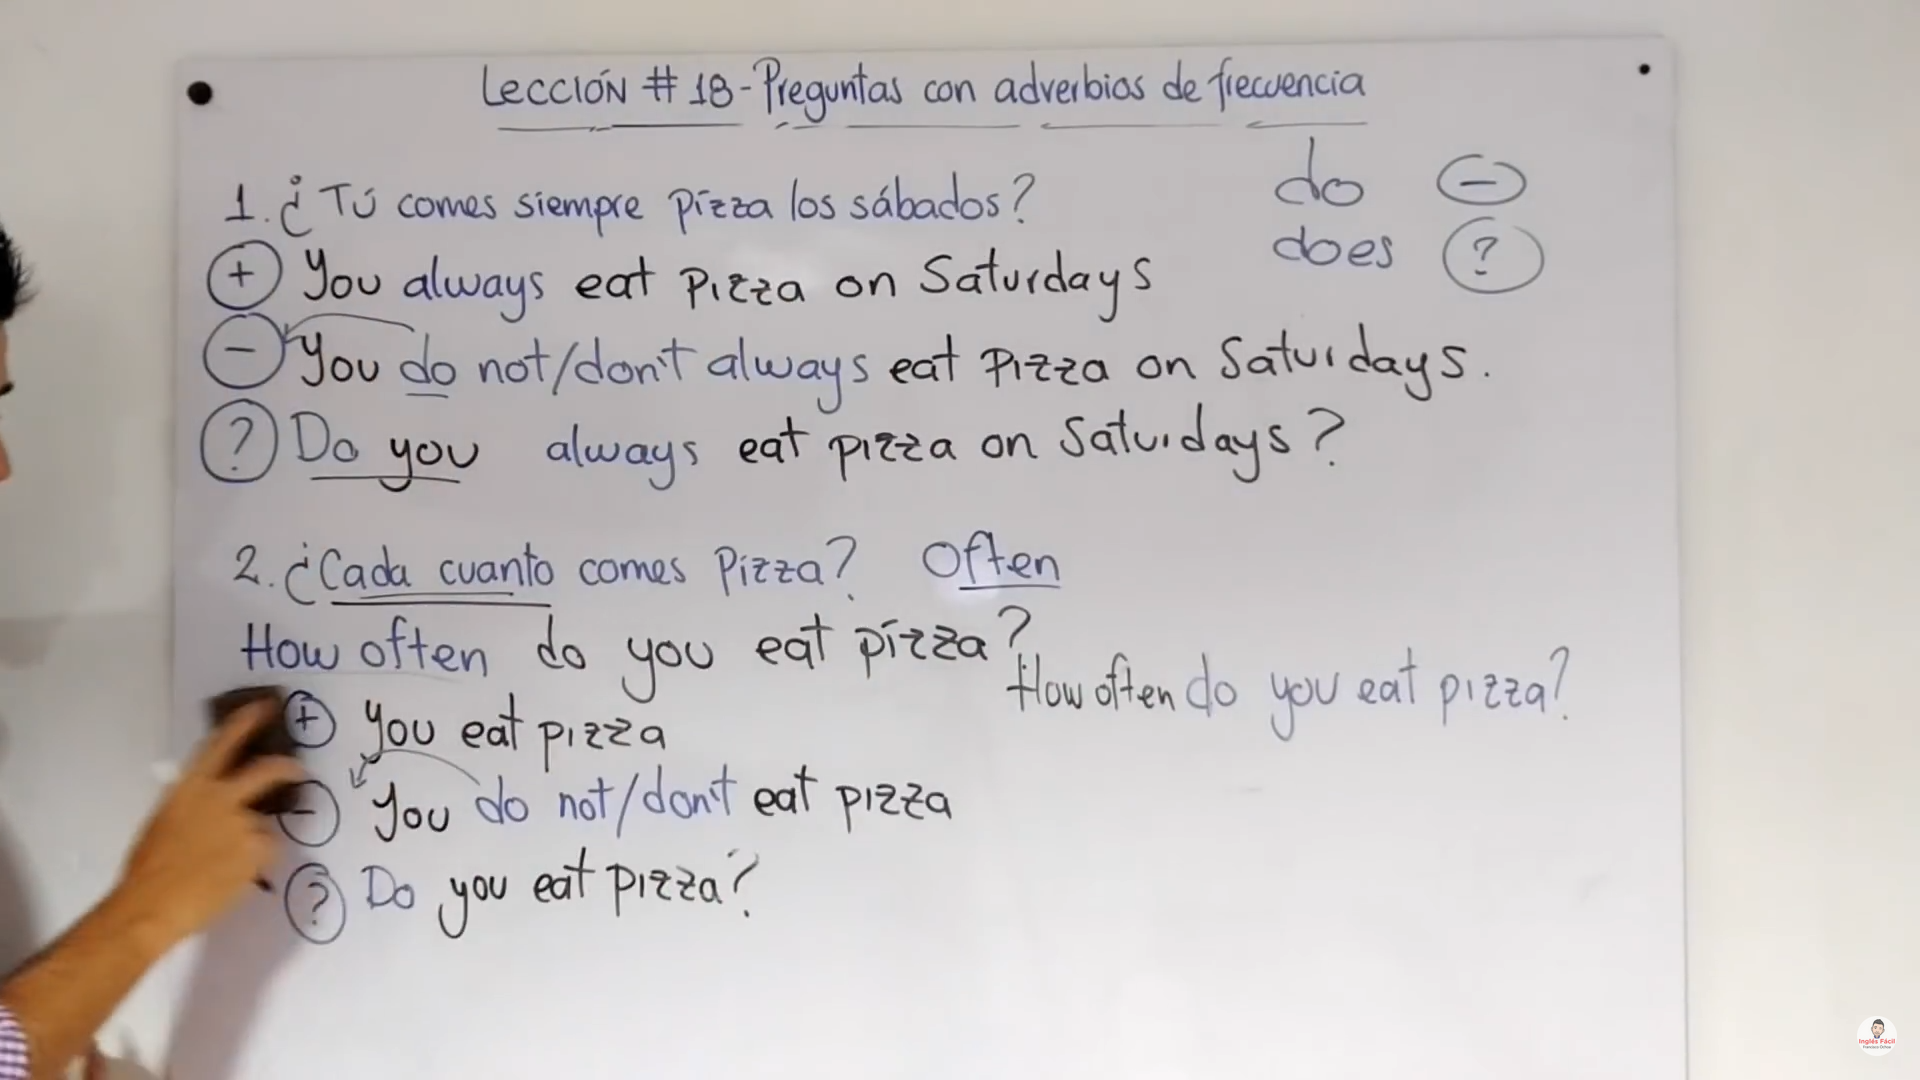 Lección # 18 - Preguntas con adverbios de frecuencia
do (-)
does (?)
1. ¿Tú comes siempre pizza los sábados?
(+) You always eat pizza on Saturdays
(-) You do not/don't always eat pizza on Saturdays.
(?) Do you always eat pizza on Saturdays?
2. ¿Cada cuanto comes pizza? Often
How often do you eat pizza?
How often do you eat pizza?
(+) You eat pizza
(-) You do not/don't eat pizza
(?) Do you eat pizza?
Inglés Fácil